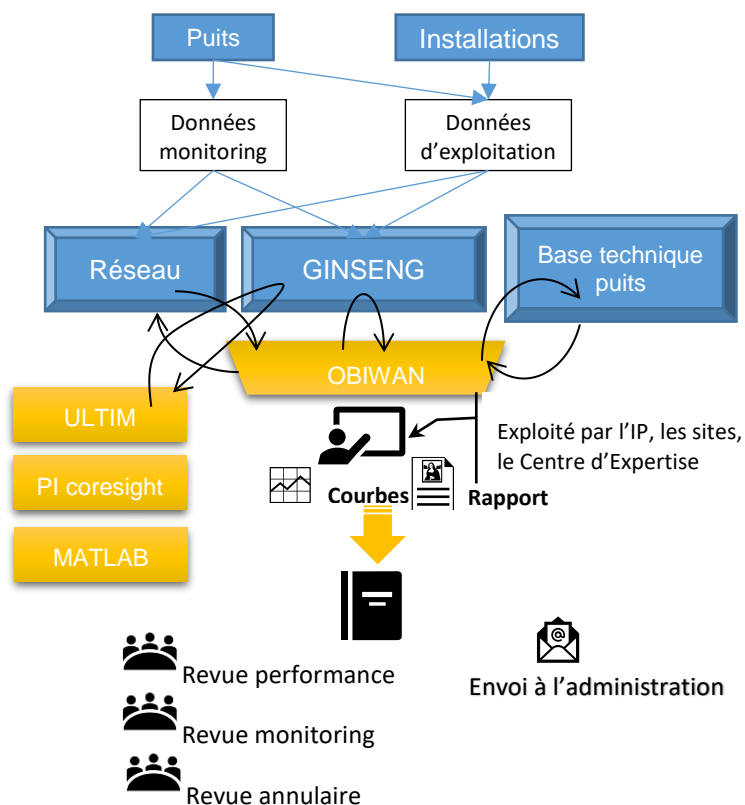 Puits
Installations
Données
monitoring
Données
d'exploitation
Réseau
GINSENG
Base technique
puits
OBIWAN
ULTIM
PI coresight
MATLAB
Exploité par l'IP, les sites,
le Centre d'Expertise
Courbes
Rapport
@
Revue performance
Envoi à l'administration
Revue monitoring
Revue annulaire